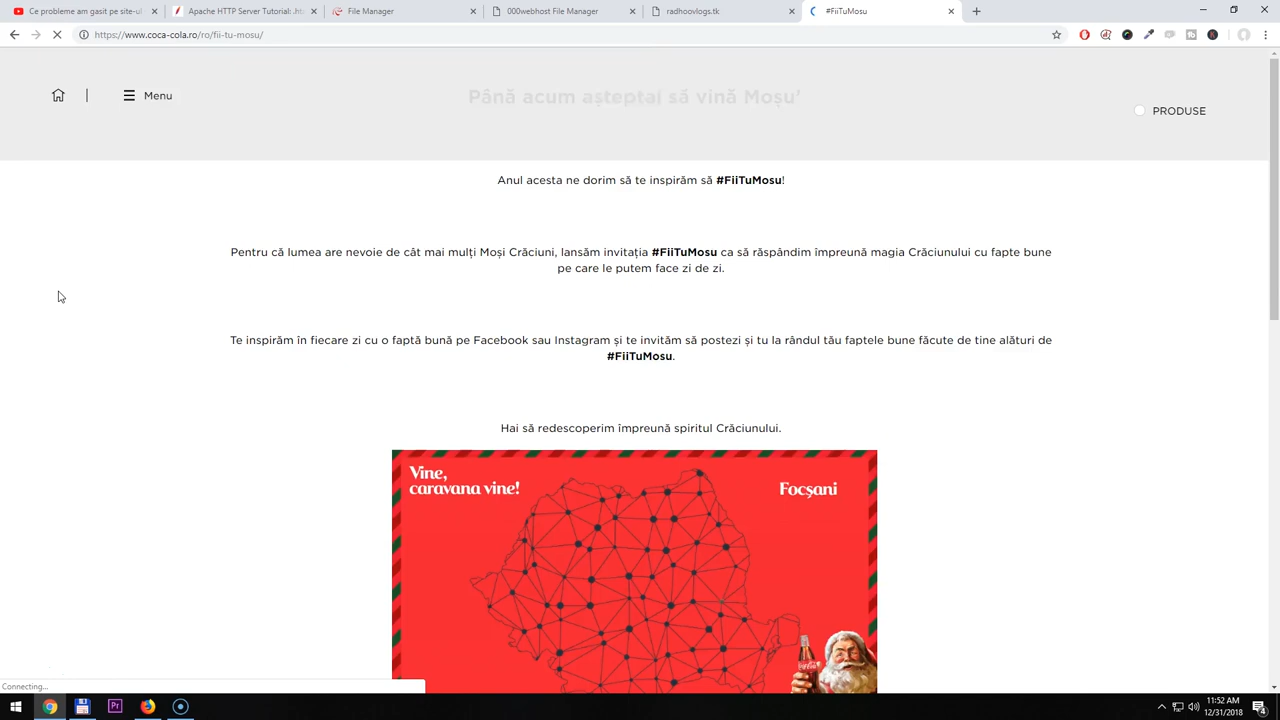 Ce probleme am gasit pe site-ul
Apache HTTP Server Tutorial: .ht
File Manager
000webhost File Manager
radhoovlogs.tk
#FiiTuMosu
https://www.coca-cola.ro/ro/fii-tu-mosu/
Menu
Până acum așteptai să vină Moșu'
PRODUSE
Anul acesta ne dorim să te inspirăm să #FiiTuMosu!
Pentru că lumea are nevoie de cât mai mulți Moși Crăciuni, lansăm invitația #FiiTuMosu ca să răspândim împreună magia Crăciunului cu fapte bune
pe care le putem face zi de zi.
Te inspirăm în fiecare zi cu o faptă bună pe Facebook sau Instagram și te invităm să postezi și tu la rândul tău faptele bune făcute de tine alături de
#FiiTuMosu.
Hai să redescoperim împreună spiritul Crăciunului.
Vine,
caravana vine!
Focșani
Coca-Cola
Connecting...
Pr
11:52 AM
12/31/2018
4